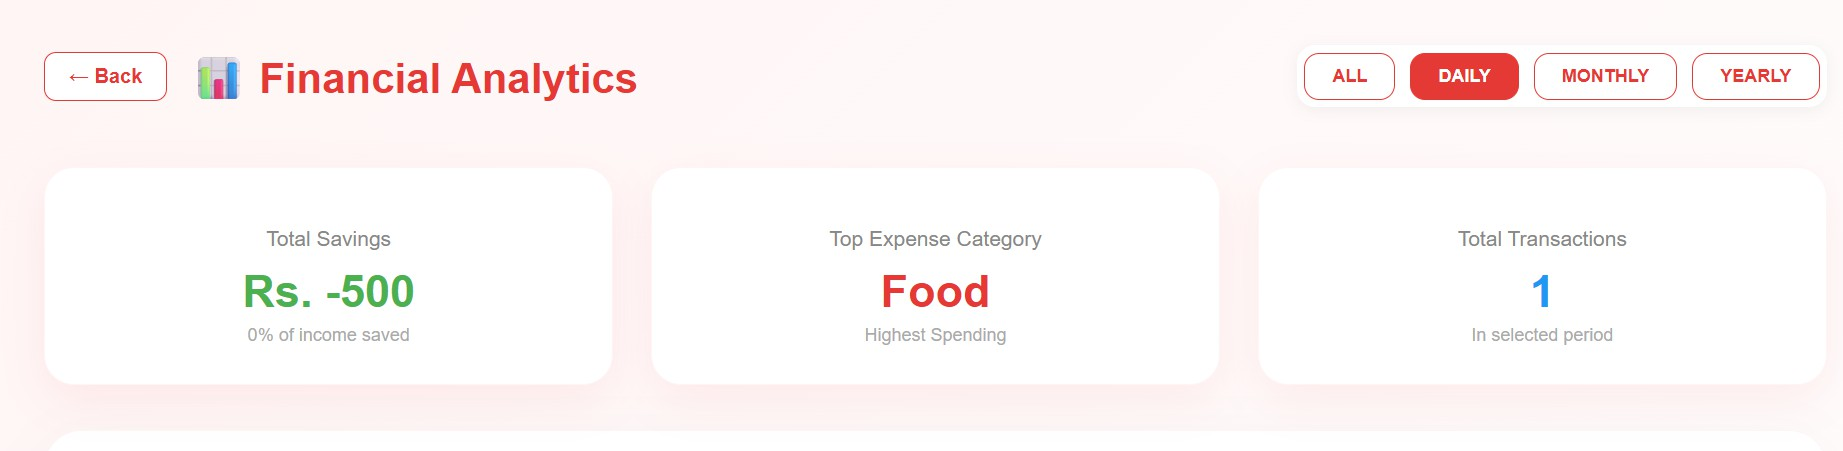 ← Back
Financial Analytics
ALL
DAILY
MONTHLY
YEARLY
Total Savings
Rs. -500
0% of income saved
Top Expense Category
Food
Highest Spending
Total Transactions
1
In selected period